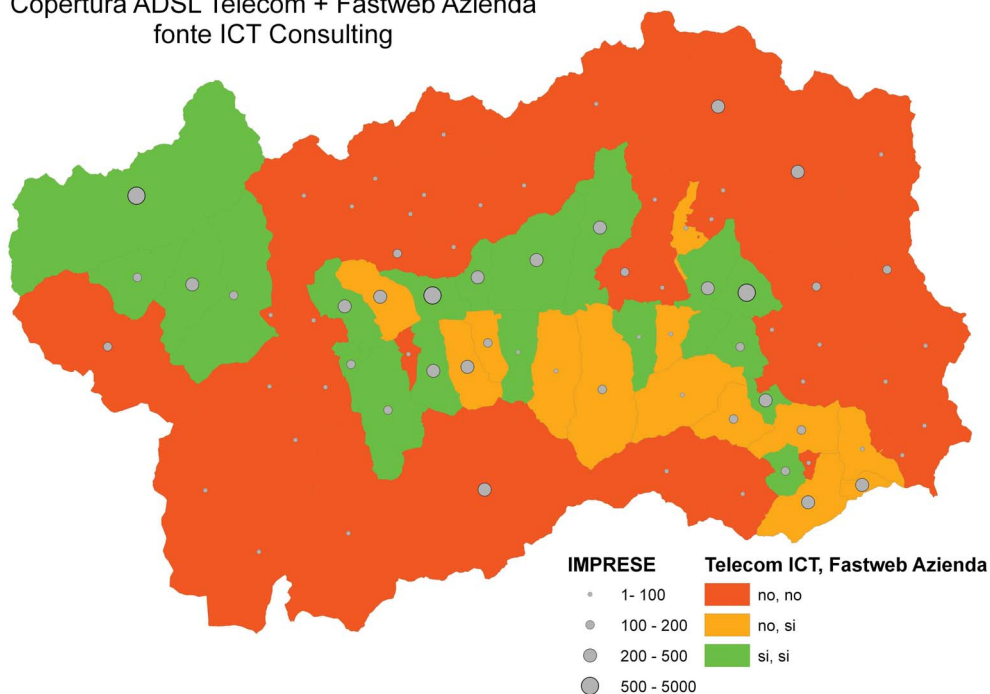 Copertura ADSL Telecom + Fastweb Azienda
fonte ICT Consulting
IMPRESE
1- 100
100 - 200
200 - 500
500 - 5000
Telecom ICT, Fastweb Azienda
no, no
no, si
si, si